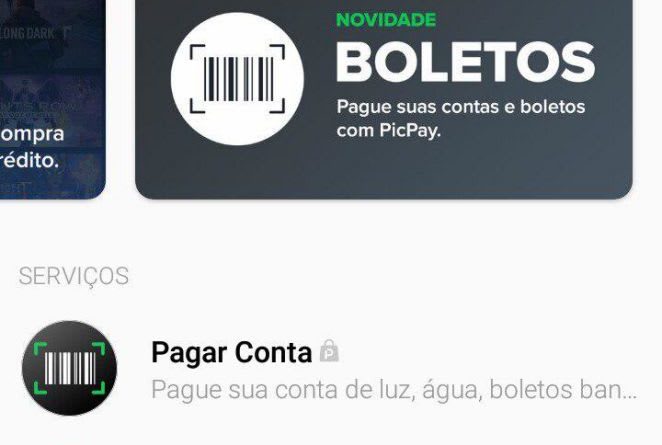 LONG DARK
NOVIDADE
BOLETOS
ompra
rédito.
Pague suas contas e boletos
com PicPay.
SERVIÇOS
Pagar Conta
Pague sua conta de luz, água, boletos ban...